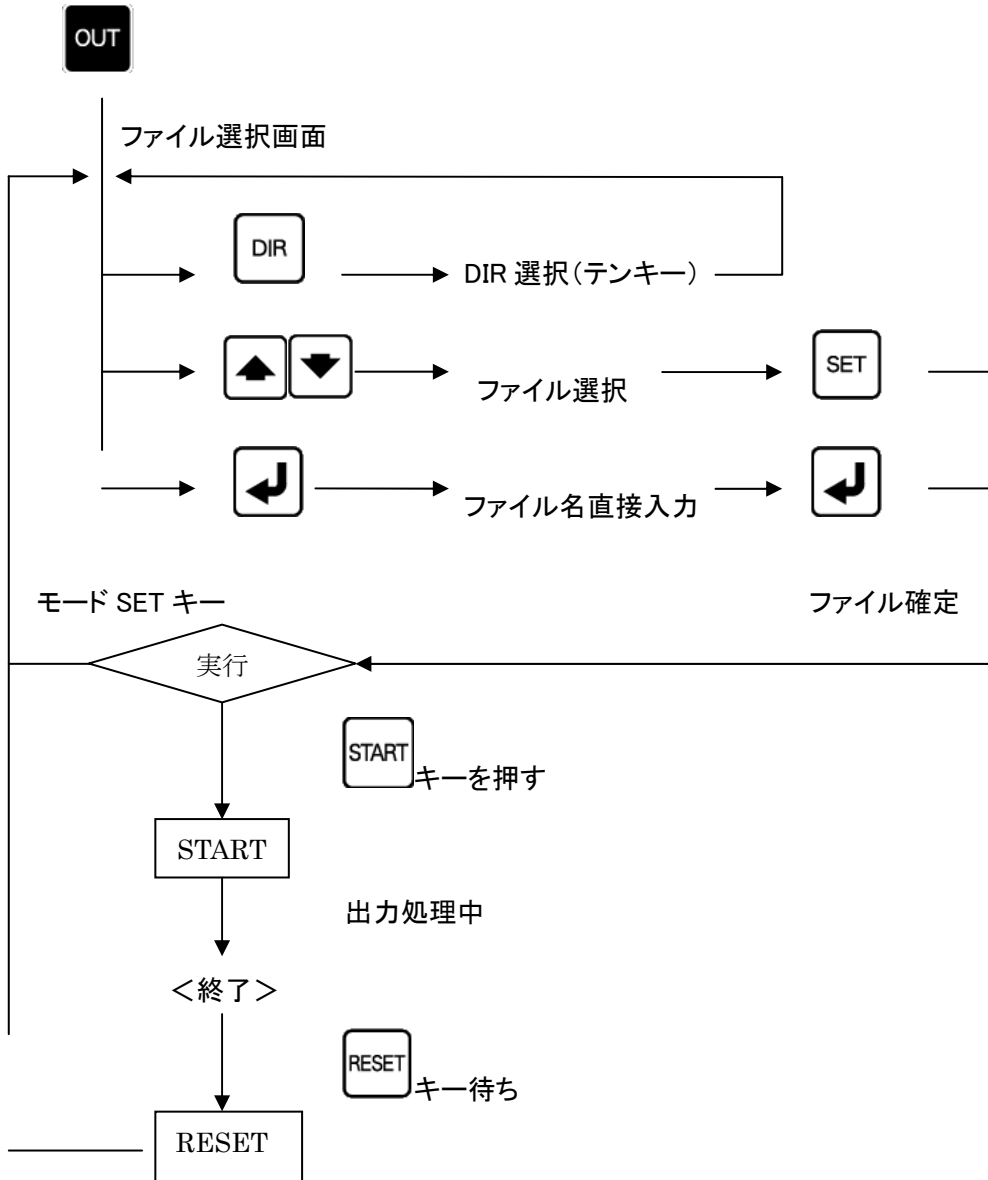 OUT
ファイル選択画面
DIR
DIR 選択(テンキー)
ファイル選択
SET
ファイル名直接入力
モード SET キー
ファイル確定
実行
START
キーを押す
START
出力処理中
<終了>
RESET
キー待ち
RESET